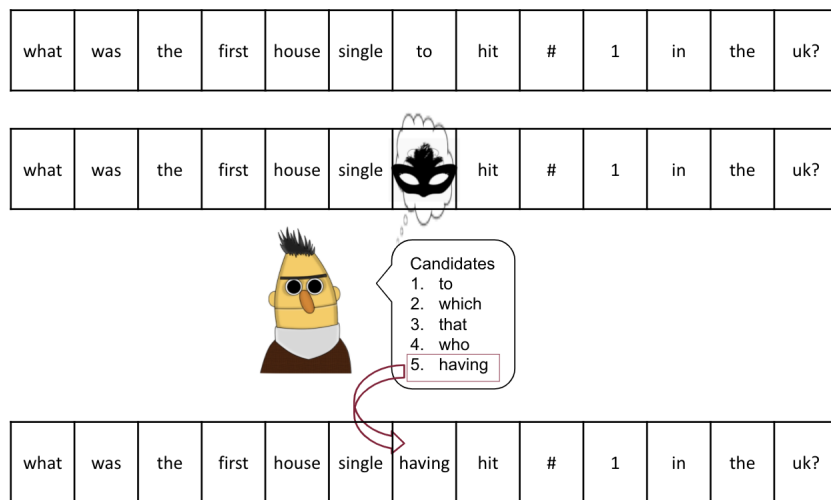 what was the first house single to hit # 1 in the uk?
what was the first house single hit # 1 in the uk?
Candidates
1. to
2. which
3. that
4. who
5. having
what was the first house single having hit # 1 in the uk?